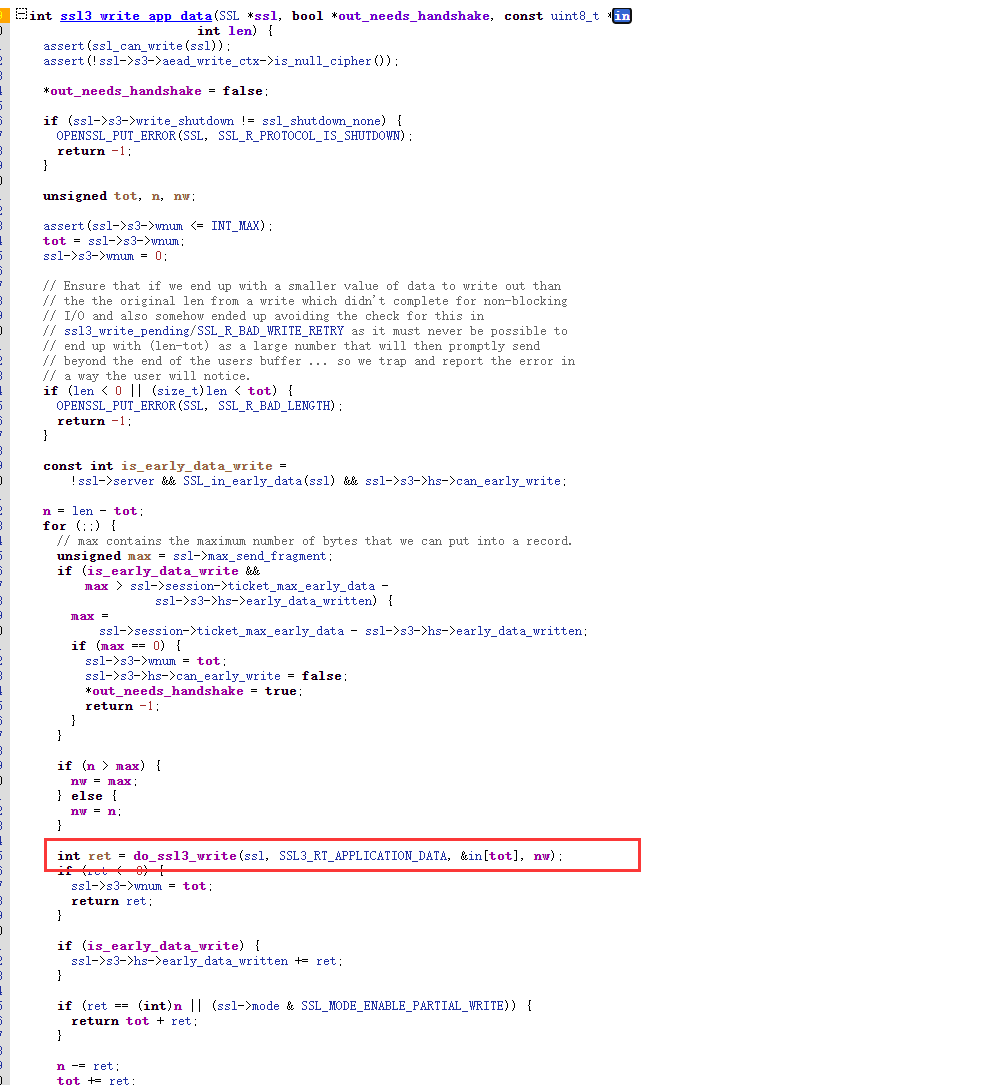 int ssl3_write_app_data(SSL *ssl, bool *out_needs_handshake, const uint8_t *in
int len) {
assert(ssl_can_write(ssl));
assert(!ssl->s3->aead_write_ctx->is_null_cipher());
*out_needs_handshake = false;
if (ssl->s3->write_shutdown != ssl_shutdown_none) {
OPENSSL_PUT_ERROR(SSL, SSL_R_PROTOCOL_IS_SHUTDOWN);
return -1;
}
unsigned tot, n, nw;
assert(ssl->s3->wnum <= INT_MAX);
tot = ssl->s3->wnum;
ssl->s3->wnum = 0;
// Ensure that if we end up with a smaller value of data to write out than
// the the original len from a write which didn't complete for non-blocking
// I/O and also somehow ended up avoiding the check for this in
// ssl3_write_pending/SSL_R_BAD_WRITE_RETRY as it must never be possible to
// end up with (len-tot) as a large number that will then promptly send
// beyond the end of the users buffer ... so we trap and report the error in
// a way the user will notice.
if (len < 0 || (size_t)len < tot) {
OPENSSL_PUT_ERROR(SSL, SSL_R_BAD_LENGTH);
return -1;
}
const int is_early_data_write =
!ssl->server && SSL_in_early_data(ssl) && ssl->s3->hs->can_early_write;
n = len - tot;
for (;;) {
// max contains the maximum number of bytes that we can put into a record.
unsigned max = ssl->max_send_fragment;
if (is_early_data_write &&
max > ssl->session->ticket_max_early_data -
ssl->s3->hs->early_data_written) {
max =
ssl->session->ticket_max_early_data - ssl->s3->hs->early_data_written;
if (max == 0) {
ssl->s3->wnum = tot;
ssl->s3->hs->can_early_write = false;
*out_needs_handshake = true;
return -1;
}
}
if (n > max) {
nw = max;
} else {
nw = n;
}
int ret = do_ssl3_write(ssl, SSL3_RT_APPLICATION_DATA, &in[tot], nw);
if (ret <= 0) {
ssl->s3->wnum = tot;
return ret;
}
if (is_early_data_write) {
ssl->s3->hs->early_data_written += ret;
}
if (ret == (int)n || (ssl->mode & SSL_MODE_ENABLE_PARTIAL_WRITE)) {
return tot + ret;
}
n -= ret;
tot += ret;